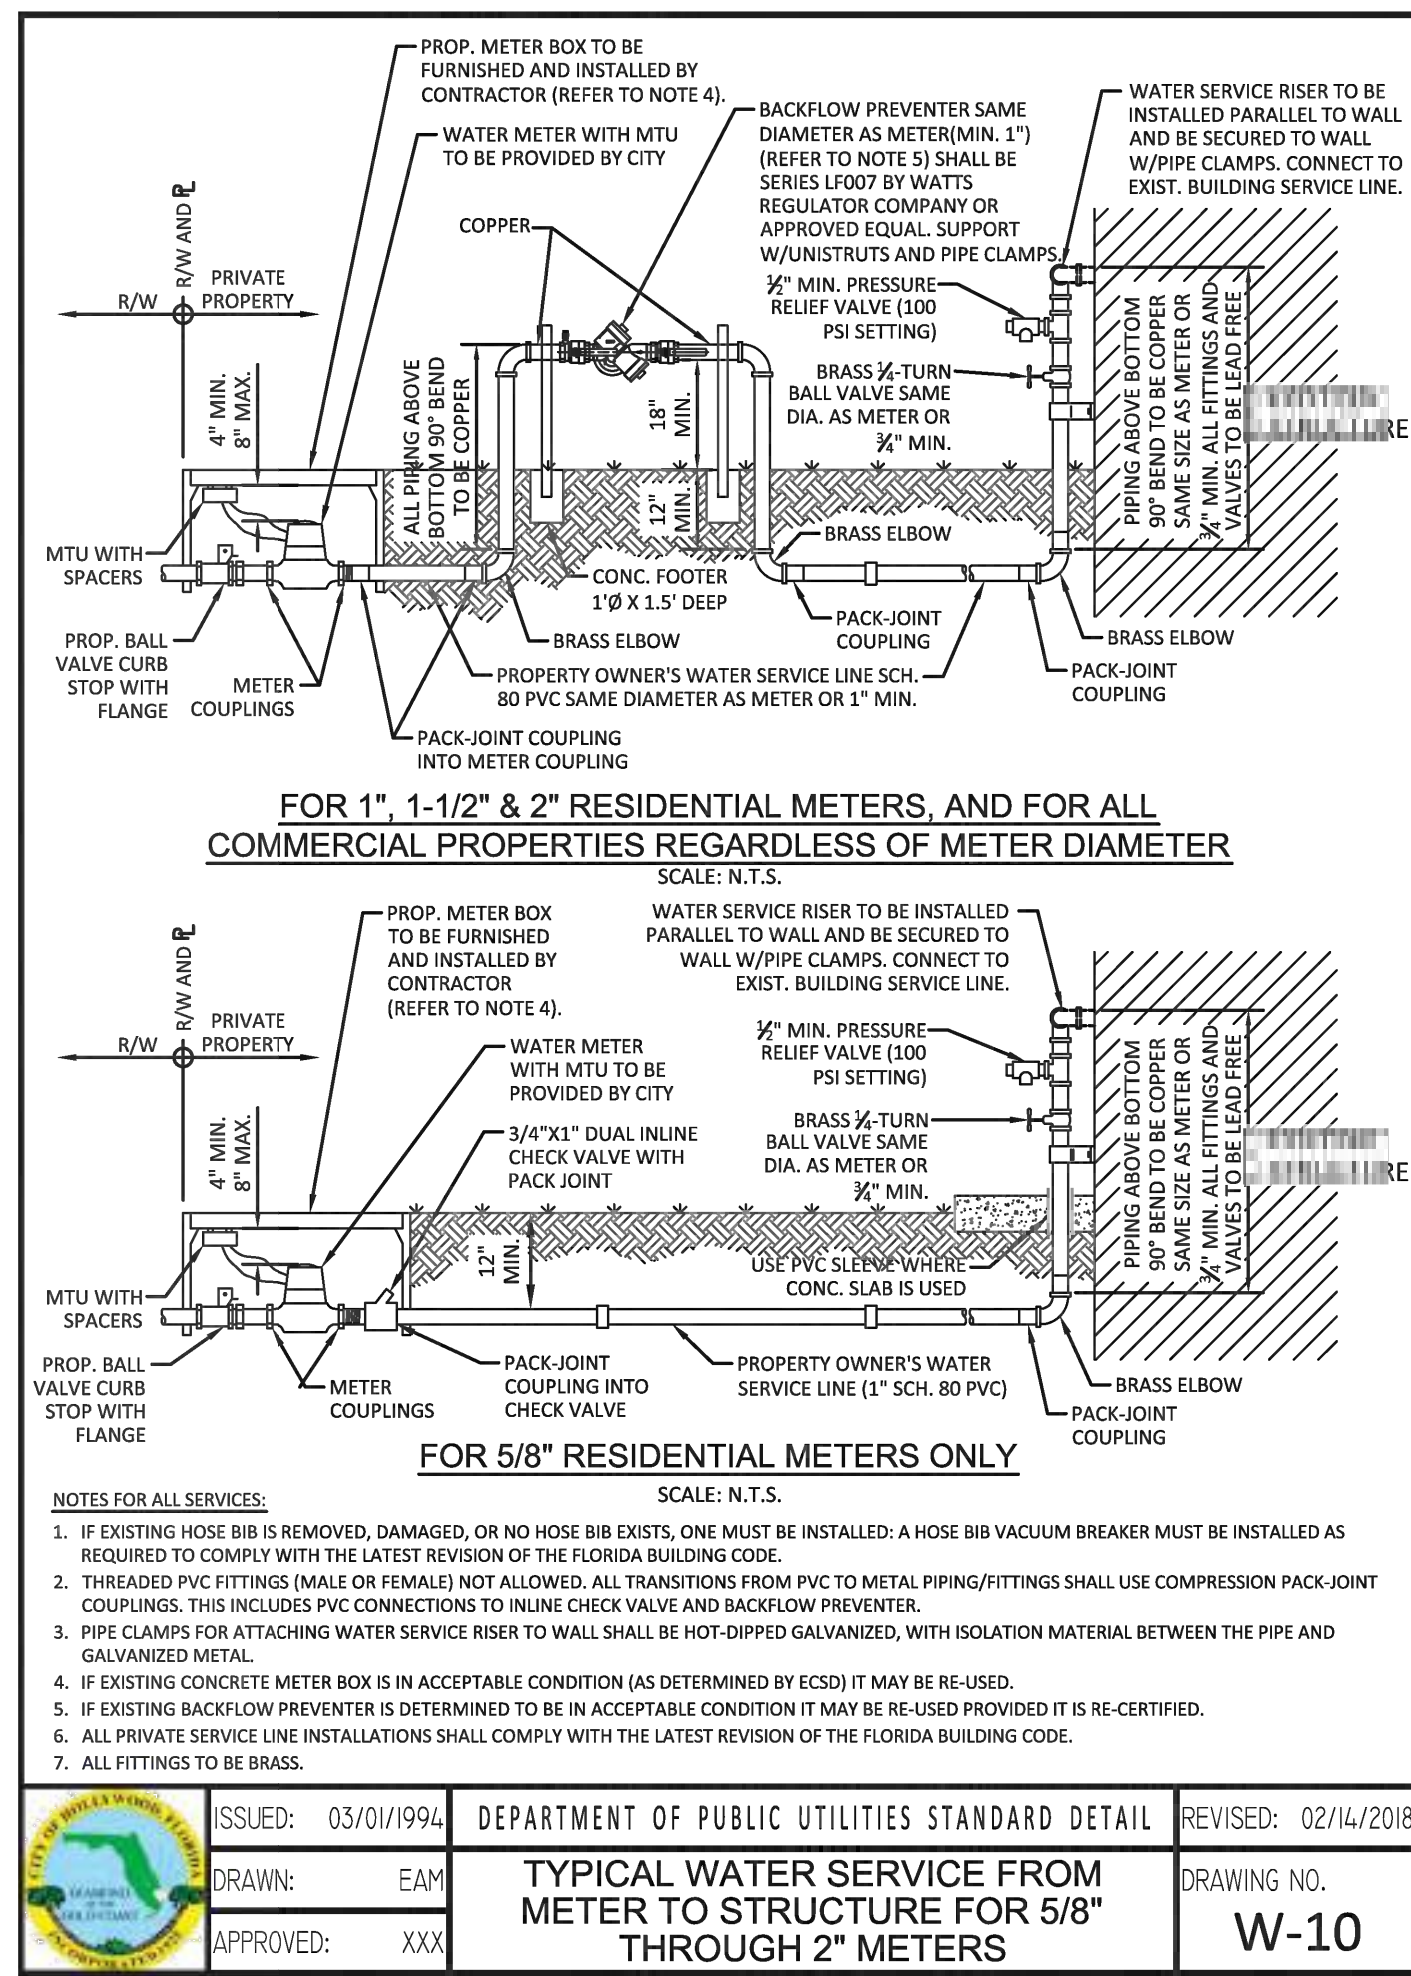 PROP. METER BOX TO BE
FURNISHED AND INSTALLED BY
CONTRACTOR (REFER TO NOTE 4).
WATER METER WITH MTU
TO BE PROVIDED BY CITY
BACKFLOW PREVENTER SAME
DIAMETER AS METER(MIN. 1")
(REFER TO NOTE 5) SHALL BE
SERIES LF007 BY WATTS
REGULATOR COMPANY OR
APPROVED EQUAL. SUPPORT
W/UNISTRUTS AND PIPE CLAMPS.
WATER SERVICE RISER TO BE
INSTALLED PARALLEL TO WALL
AND BE SECURED TO WALL
W/PIPE CLAMPS. CONNECT TO
EXIST. BUILDING SERVICE LINE.
COPPER
R/W AND PL
R/W
PRIVATE
PROPERTY
4" MIN.
8" MAX.
½" MIN. PRESSURE
RELIEF VALVE (100
PSI SETTING)
BRASS ¼-TURN
BALL VALVE SAME
DIA. AS METER OR
¾" MIN.
ALL PIPING ABOVE
BOTTOM 90° BEND
TO BE COPPER
18"
MIN.
12"
MIN.
PIPING ABOVE BOTTOM
90° BEND TO BE COPPER
SAME SIZE AS METER OR
¾" MIN. ALL FITTINGS AND
VALVES TO BE LEAD FREE
RE
MTU WITH
SPACERS
PROP. BALL
VALVE CURB
STOP WITH
FLANGE
METER
COUPLINGS
CONC. FOOTER
1'Ø X 1.5' DEEP
BRASS ELBOW
BRASS ELBOW
PACK-JOINT
COUPLING
BRASS ELBOW
PACK-JOINT
COUPLING
PROPERTY OWNER'S WATER SERVICE LINE SCH.
80 PVC SAME DIAMETER AS METER OR 1" MIN.
PACK-JOINT COUPLING
INTO METER COUPLING
FOR 1", 1-1/2" & 2" RESIDENTIAL METERS, AND FOR ALL
COMMERCIAL PROPERTIES REGARDLESS OF METER DIAMETER
SCALE: N.T.S.
PROP. METER BOX
TO BE FURNISHED
AND INSTALLED BY
CONTRACTOR
(REFER TO NOTE 4).
WATER SERVICE RISER TO BE INSTALLED
PARALLEL TO WALL AND BE SECURED TO
WALL W/PIPE CLAMPS. CONNECT TO
EXIST. BUILDING SERVICE LINE.
R/W AND PL
R/W
PRIVATE
PROPERTY
4" MIN.
8" MAX.
WATER METER
WITH MTU TO BE
PROVIDED BY CITY
3/4"X1" DUAL INLINE
CHECK VALVE WITH
PACK JOINT
½" MIN. PRESSURE
RELIEF VALVE (100
PSI SETTING)
BRASS ¼-TURN
BALL VALVE SAME
DIA. AS METER OR
¾" MIN.
12"
MIN.
USE PVC SLEEVE WHERE
CONC. SLAB IS USED
PIPING ABOVE BOTTOM
90° BEND TO BE COPPER
SAME SIZE AS METER OR
¾" MIN. ALL FITTINGS AND
VALVES TO BE LEAD FREE
RE
MTU WITH
SPACERS
PROP. BALL
VALVE CURB
STOP WITH
FLANGE
METER
COUPLINGS
PACK-JOINT
COUPLING INTO
CHECK VALVE
PROPERTY OWNER'S WATER
SERVICE LINE (1" SCH. 80 PVC)
BRASS ELBOW
PACK-JOINT
COUPLING
FOR 5/8" RESIDENTIAL METERS ONLY
SCALE: N.T.S.
NOTES FOR ALL SERVICES:
1. IF EXISTING HOSE BIB IS REMOVED, DAMAGED, OR NO HOSE BIB EXISTS, ONE MUST BE INSTALLED: A HOSE BIB VACUUM BREAKER MUST BE INSTALLED AS
REQUIRED TO COMPLY WITH THE LATEST REVISION OF THE FLORIDA BUILDING CODE.
2. THREADED PVC FITTINGS (MALE OR FEMALE) NOT ALLOWED. ALL TRANSITIONS FROM PVC TO METAL PIPING/FITTINGS SHALL USE COMPRESSION PACK-JOINT
COUPLINGS. THIS INCLUDES PVC CONNECTIONS TO INLINE CHECK VALVE AND BACKFLOW PREVENTER.
3. PIPE CLAMPS FOR ATTACHING WATER SERVICE RISER TO WALL SHALL BE HOT-DIPPED GALVANIZED, WITH ISOLATION MATERIAL BETWEEN THE PIPE AND
GALVANIZED METAL.
4. IF EXISTING CONCRETE METER BOX IS IN ACCEPTABLE CONDITION (AS DETERMINED BY ECSD) IT MAY BE RE-USED.
5. IF EXISTING BACKFLOW PREVENTER IS DETERMINED TO BE IN ACCEPTABLE CONDITION IT MAY BE RE-USED PROVIDED IT IS RE-CERTIFIED.
6. ALL PRIVATE SERVICE LINE INSTALLATIONS SHALL COMPLY WITH THE LATEST REVISION OF THE FLORIDA BUILDING CODE.
7. ALL FITTINGS TO BE BRASS.
CITY OF HOLLYWOOD, FLORIDA
DIAMOND
OF THE
GOLD COAST
INCORPORATED 1925
ISSUED: 03/01/1994
DRAWN: EAM
APPROVED: XXX
DEPARTMENT OF PUBLIC UTILITIES STANDARD DETAIL
TYPICAL WATER SERVICE FROM
METER TO STRUCTURE FOR 5/8"
THROUGH 2" METERS
REVISED: 02/14/2018
DRAWING NO.
W-10